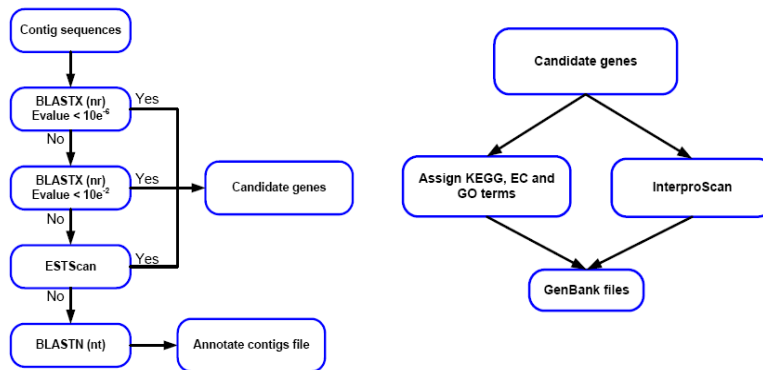 Contig sequences
BLASTX (nr)
Evalue < 10e-6
Yes
No
BLASTX (nr)
Evalue < 10e-2
Yes
No
Candidate genes
ESTScan
Yes
No
BLASTN (nt)
Annotate contigs file
Candidate genes
Assign KEGG, EC and
GO terms
InterproScan
GenBank files